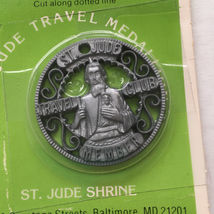 Cut along dotted line
JUDE TRAVEL MEDAL
ST. JUDE
TRAVEL CLUB
MEMBER
ST. JUDE SHRINE
Streets, Baltimore, MD 21201